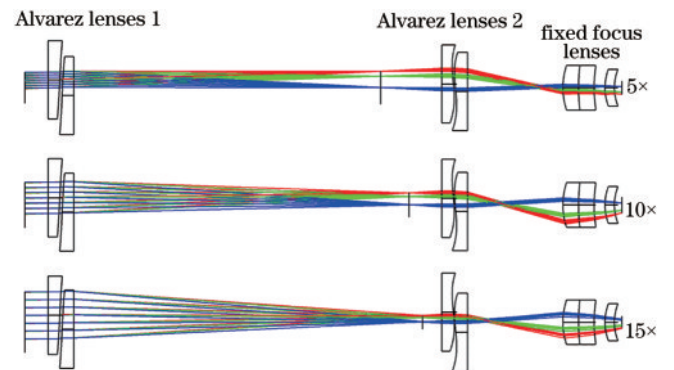 Alvarez lenses 1
Alvarez lenses 2
fixed focus
lenses
5×
10×
15×